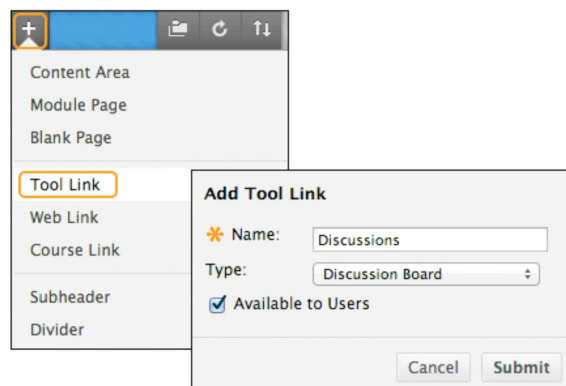 Content Area
Module Page
Blank Page
Tool Link
Web Link
Course Link
Subheader
Divider
Add Tool Link
* Name: Discussions
Type: Discussion Board
Available to Users
Cancel Submit